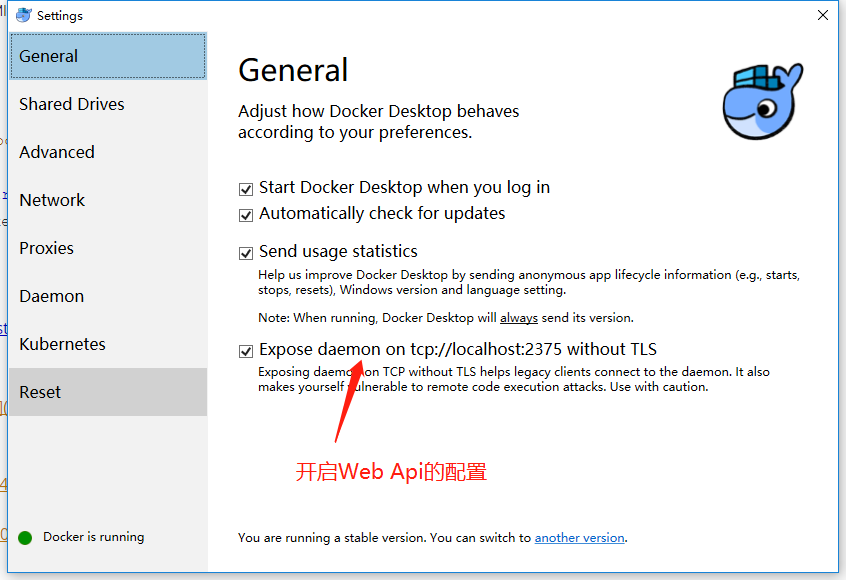 Settings
General
Shared Drives
Advanced
Network
Proxies
Daemon
Kubernetes
Reset
Docker is running
General
Adjust how Docker Desktop behaves
according to your preferences.
Start Docker Desktop when you log in
Automatically check for updates
Send usage statistics
Help us improve Docker Desktop by sending anonymous app lifecycle information (e.g., starts,
stops, resets), Windows version and language setting.
Note: When running, Docker Desktop will always send its version.
Expose daemon on tcp://localhost:2375 without TLS
Exposing daemon on TCP without TLS helps legacy clients connect to the daemon. It also
makes yourself vulnerable to remote code execution attacks. Use with caution.
开启Web Api的配置
You are running a stable version. You can switch to another version.